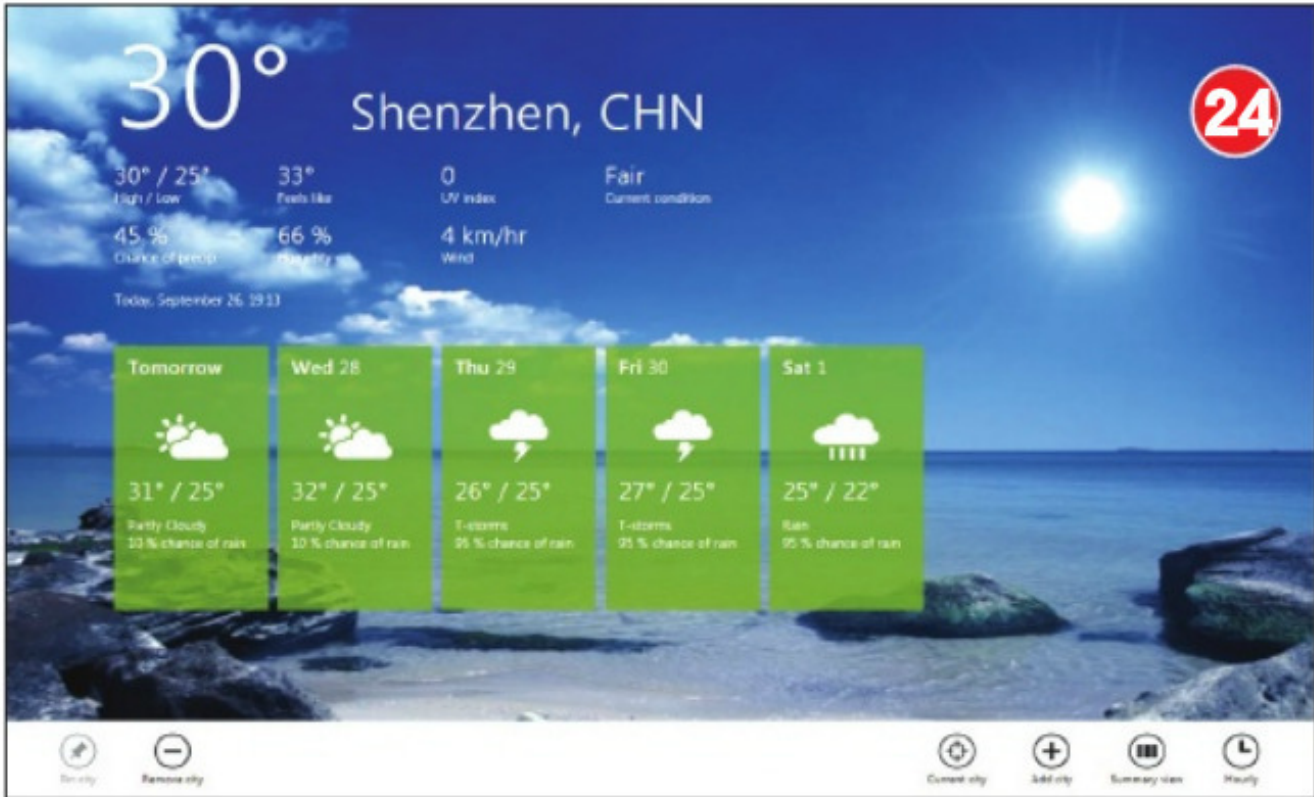 30°
Shenzhen, CHN
24
30° / 25° 33° 0 Fair
High / Low Feels like UV index Current condition
45 % 66 % 4 km/hr
Chance of precip Humidity Wind
Today, September 26, 19:13
Tomorrow Wed 28 Thu 29 Fri 30 Sat 1
31° / 25° 32° / 25° 26° / 25° 27° / 25° 25° / 22°
Partly Cloudy Partly Cloudy T-storms T-storms Rain
10 % chance of rain 10 % chance of rain 95 % chance of rain 95 % chance of rain 95 % chance of rain
Pin city Remove city Current city Add city Summary view Hourly